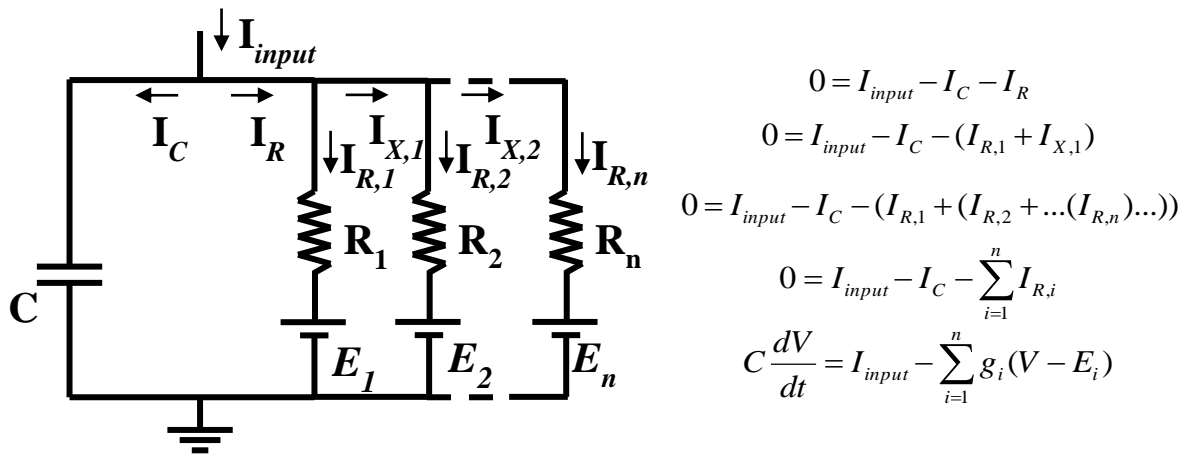 I_input
I_C I_R I_X,1 I_X,2
I_R,1 I_R,2 I_R,n
R_1 R_2 R_n
C
E_1 E_2 E_n
0 = I_input − I_C − I_R
0 = I_input − I_C − (I_R,1 + I_X,1)
0 = I_input − I_C − (I_R,1 + (I_R,2 + ...(I_R,n)...))
0 = I_input − I_C − ∑_{i=1}^{n} I_R,i
C dV/dt = I_input − ∑_{i=1}^{n} g_i(V − E_i)